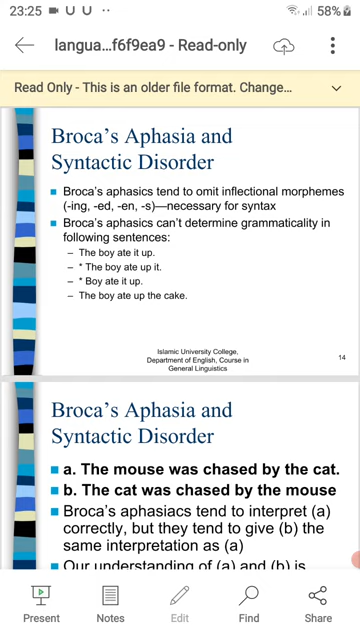 23:25
58%
langua...f6f9ea9 - Read-only
Read Only - This is an older file format. Change...
Broca's Aphasia and
Syntactic Disorder
Broca's aphasics tend to omit inflectional morphemes
(-ing, -ed, -en, -s)—necessary for syntax
Broca's aphasics can't determine grammaticality in
following sentences:
– The boy ate it up.
– * The boy ate up it.
– * Boy ate it up.
– The boy ate up the cake.
Islamic University College,
Department of English, Course in
General Linguistics
14
Broca's Aphasia and
Syntactic Disorder
a. The mouse was chased by the cat.
b. The cat was chased by the mouse
Broca's aphasiacs tend to interpret (a)
correctly, but they tend to give (b) the
same interpretation as (a)
Our understanding of (a) and (b) is
Present
Notes
Edit
Find
Share